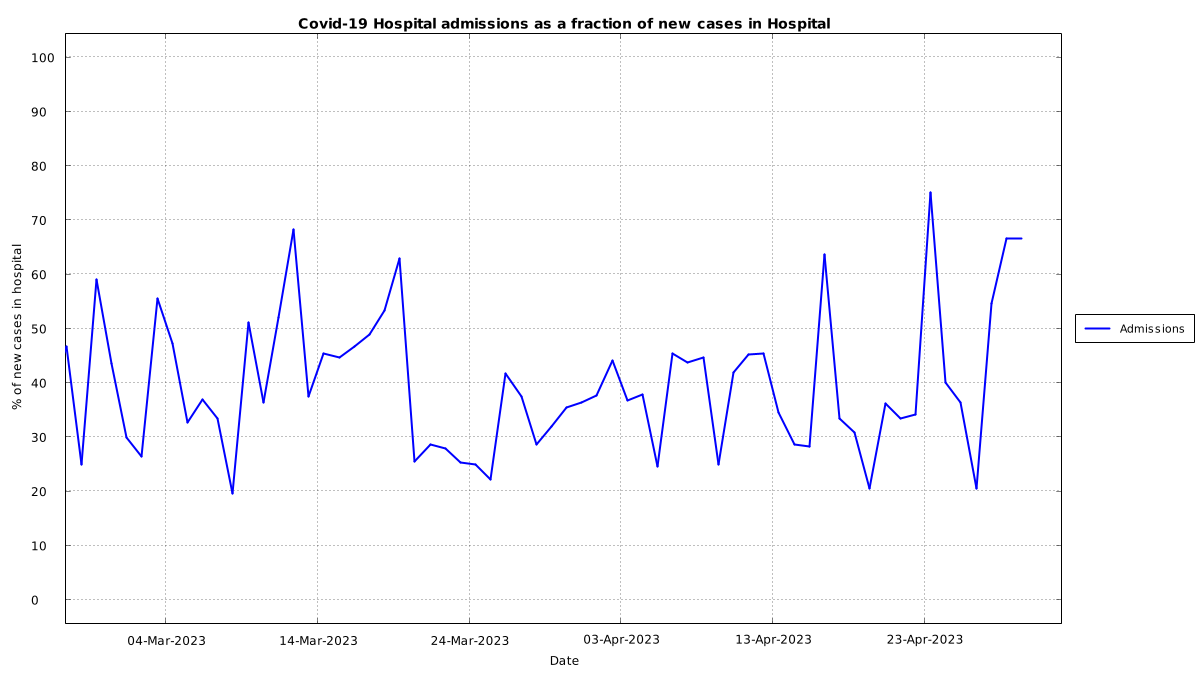 Covid-19 Hospital admissions as a fraction of new cases in Hospital
100
90
80
70
60
50
40
30
20
10
0
% of new cases in hospital
04-Mar-2023 14-Mar-2023 24-Mar-2023 03-Apr-2023 13-Apr-2023 23-Apr-2023
Date
Admissions